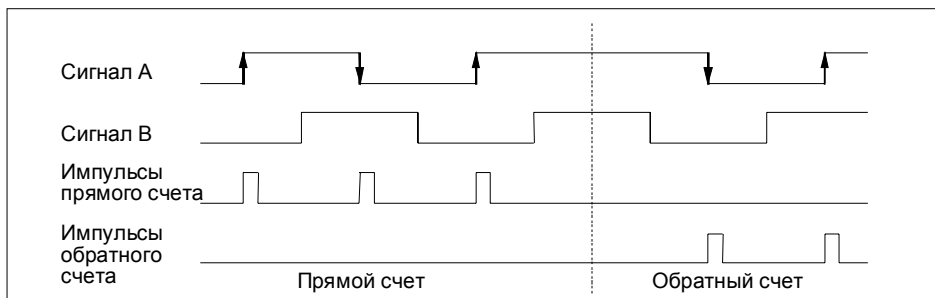 Сигнал A
Сигнал B
Импульсы
прямого счета
Импульсы
обратного
счета
Прямой счет
Обратный счет